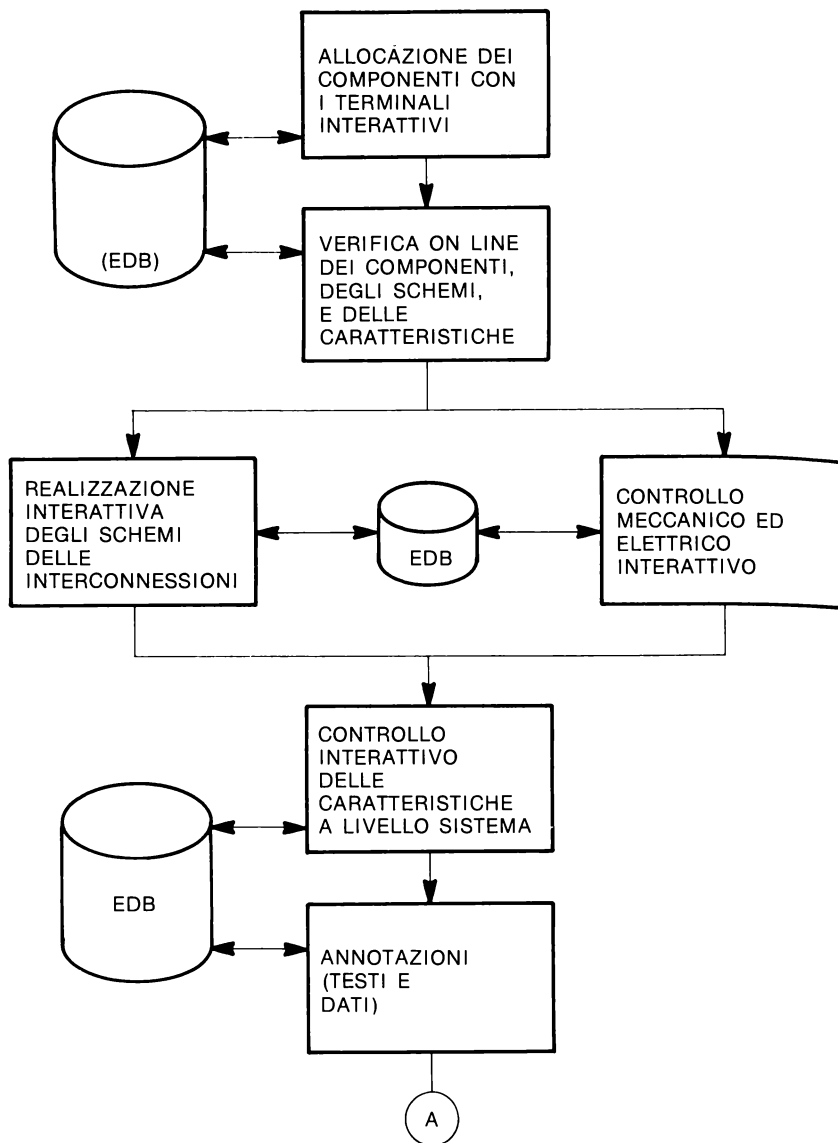 ALLOCAZIONE DEI
COMPONENTI CON
I TERMINALI
INTERATTIVI
(EDB)
VERIFICA ON LINE
DEI COMPONENTI,
DEGLI SCHEMI,
E DELLE
CARATTERISTICHE
REALIZZAZIONE
INTERATTIVA
DEGLI SCHEMI
DELLE
INTERCONNESSIONI
EDB
CONTROLLO
MECCANICO ED
ELETTRICO
INTERATTIVO
CONTROLLO
INTERATTIVO
DELLE
CARATTERISTICHE
A LIVELLO SISTEMA
EDB
ANNOTAZIONI
(TESTI E
DATI)
A